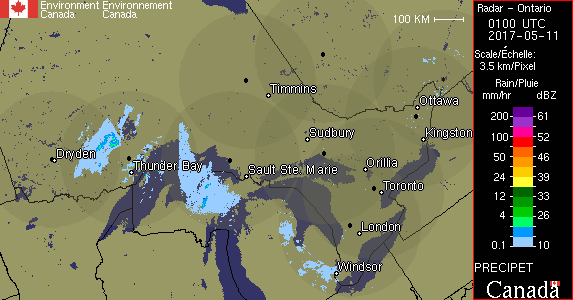 Environment Environnement
Canada Canada
100 KM
Timmins
Ottawa
Sudbury
Kingston
Dryden
Thunder Bay
Sault Ste. Marie
Orillia
Toronto
London
Windsor
Radar - Ontario
0100 UTC
2017-05-11
Scale/Échelle:
3.5 km/Pixel
Rain/Pluie
mm/hr dBZ
200 61
100 52
50 46
24 39
12 33
4 26
1 20
0.1 10
PRECIPET
Canada